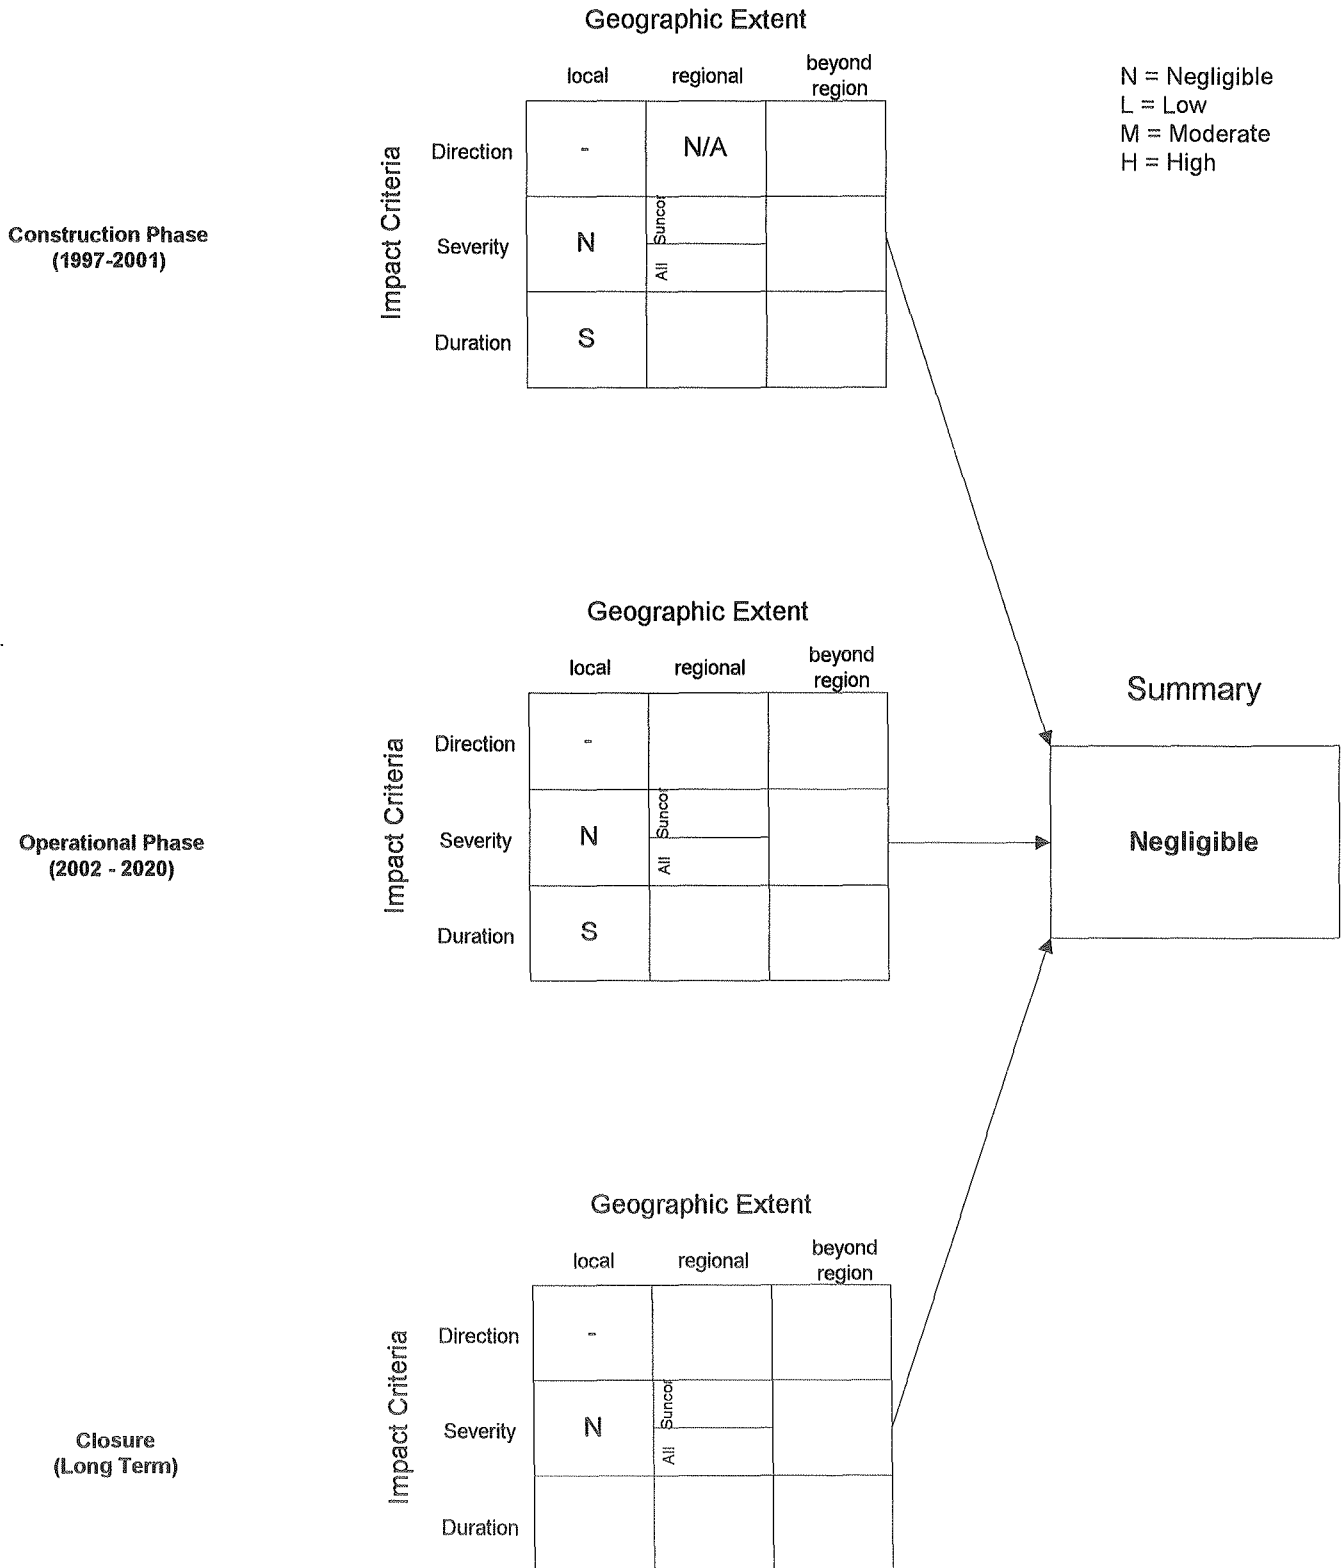 Geographic Extent
local regional beyond region
N = Negligible
L = Low
M = Moderate
H = High
Construction Phase
(1997-2001)
Impact Criteria
Direction - N/A
Severity N Suncor
All
Duration S
Geographic Extent
local regional beyond region
Operational Phase
(2002 - 2020)
Impact Criteria
Direction -
Severity N Suncor
All
Duration S
Summary
Negligible
Geographic Extent
local regional beyond region
Closure
(Long Term)
Impact Criteria
Direction -
Severity N Suncor
All
Duration